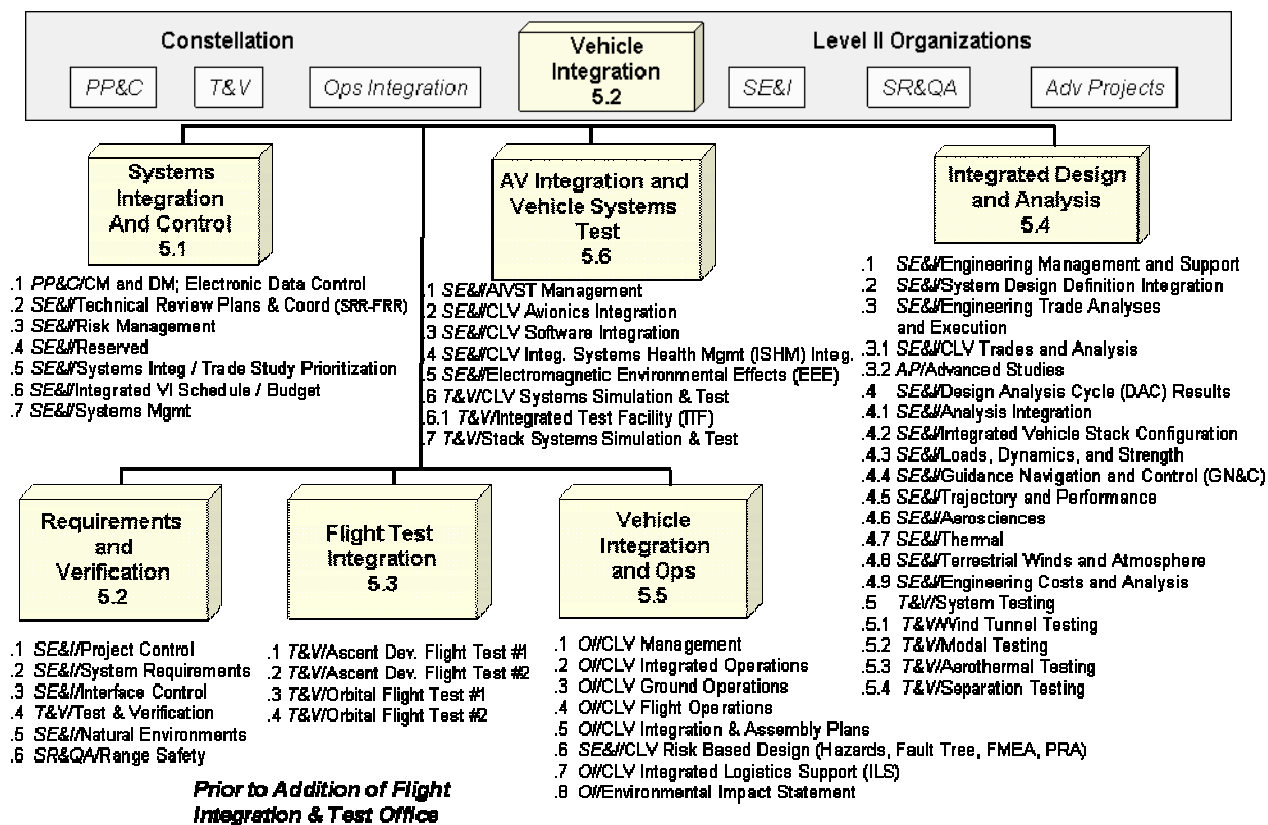 Constellation
Level II Organizations
PP&C
T&V
Ops Integration
Vehicle
Integration
5.2
SE&I
SR&QA
Adv Projects
Systems
Integration
And Control
5.1
.1 PP&C/CM and DM; Electronic Data Control
.2 SE&I/Technical Review Plans & Coord (SRR-FRR)
.3 SE&I/Risk Management
.4 SE&I/Reserved
.5 SE&I/Systems Integ / Trade Study Prioritization
.6 SE&I/Integrated VI Schedule / Budget
.7 SE&I/Systems Mgmt
AV Integration and
Vehicle Systems
Test
5.6
.1 SE&I/AIVST Management
.2 SE&I/CLV Avionics Integration
.3 SE&I/CLV Software Integration
.4 SE&I/CLV Integ. Systems Health Mgmt (ISHM) Integ.
.5 SE&I/Electromagnetic Environmental Effects (EEE)
.6 T&V/CLV Systems Simulation & Test
.6.1 T&V/Integrated Test Facility (ITF)
.7 T&V/Stack Systems Simulation & Test
Integrated Design
and Analysis
5.4
.1 SE&I/Engineering Management and Support
.2 SE&I/System Design Definition Integration
.3 SE&I/Engineering Trade Analyses
and Execution
.3.1 SE&I/CLV Trades and Analysis
.3.2 AP/Advanced Studies
.4 SE&I/Design Analysis Cycle (DAC) Results
.4.1 SE&I/Analysis Integration
.4.2 SE&I/Integrated Vehicle Stack Configuration
.4.3 SE&I/Loads, Dynamics, and Strength
.4.4 SE&I/Guidance Navigation and Control (GN&C)
.4.5 SE&I/Trajectory and Performance
.4.6 SE&I/Aerosciences
.4.7 SE&I/Thermal
.4.8 SE&I/Terrestrial Winds and Atmosphere
.4.9 SE&I/Engineering Costs and Analysis
.5 T&V/System Testing
.5.1 T&V/Wind Tunnel Testing
.5.2 T&V/Modal Testing
.5.3 T&V/Aerothermal Testing
.5.4 T&V/Separation Testing
Requirements
and
Verification
5.2
.1 SE&I/Project Control
.2 SE&I/System Requirements
.3 SE&I/Interface Control
.4 T&V/Test & Verification
.5 SE&I/Natural Environments
.6 SR&QA/Range Safety
Flight Test
Integration
5.3
.1 T&V/Ascent Dev. Flight Test #1
.2 T&V/Ascent Dev. Flight Test #2
.3 T&V/Orbital Flight Test #1
.4 T&V/Orbital Flight Test #2
Vehicle
Integration
and Ops
5.5
.1 OI/CLV Management
.2 OI/CLV Integrated Operations
.3 OI/CLV Ground Operations
.4 OI/CLV Flight Operations
.5 OI/CLV Integration & Assembly Plans
.6 SE&I/CLV Risk Based Design (Hazards, Fault Tree, FMEA, PRA)
.7 OI/CLV Integrated Logistics Support (ILS)
.8 OI/Environmental Impact Statement
Prior to Addition of Flight
Integration & Test Office